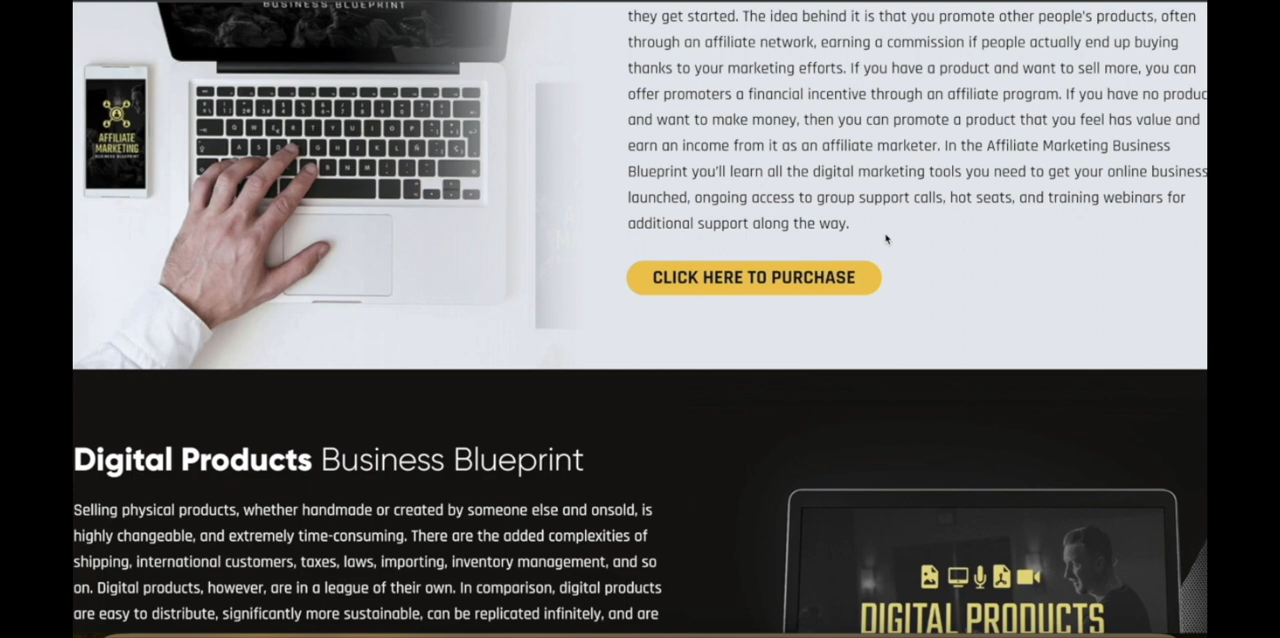 BUSINESS BLUEPRINT
AFFILIATE
MARKETING
BUSINESS BLUEPRINT
they get started. The idea behind it is that you promote other people's products, often
through an affiliate network, earning a commission if people actually end up buying
thanks to your marketing efforts. If you have a product and want to sell more, you can
offer promoters a financial incentive through an affiliate program. If you have no produc
and want to make money, then you can promote a product that you feel has value and
earn an income from it as an affiliate marketer. In the Affiliate Marketing Business
Blueprint you'll learn all the digital marketing tools you need to get your online business
launched, ongoing access to group support calls, hot seats, and training webinars for
additional support along the way.
CLICK HERE TO PURCHASE
Digital Products Business Blueprint
Selling physical products, whether handmade or created by someone else and onsold, is
highly changeable, and extremely time-consuming. There are the added complexities of
shipping, international customers, taxes, laws, importing, inventory management, and so
on. Digital products, however, are in a league of their own. In comparison, digital products
are easy to distribute, significantly more sustainable, can be replicated infinitely, and are
DIGITAL PRODUCTS